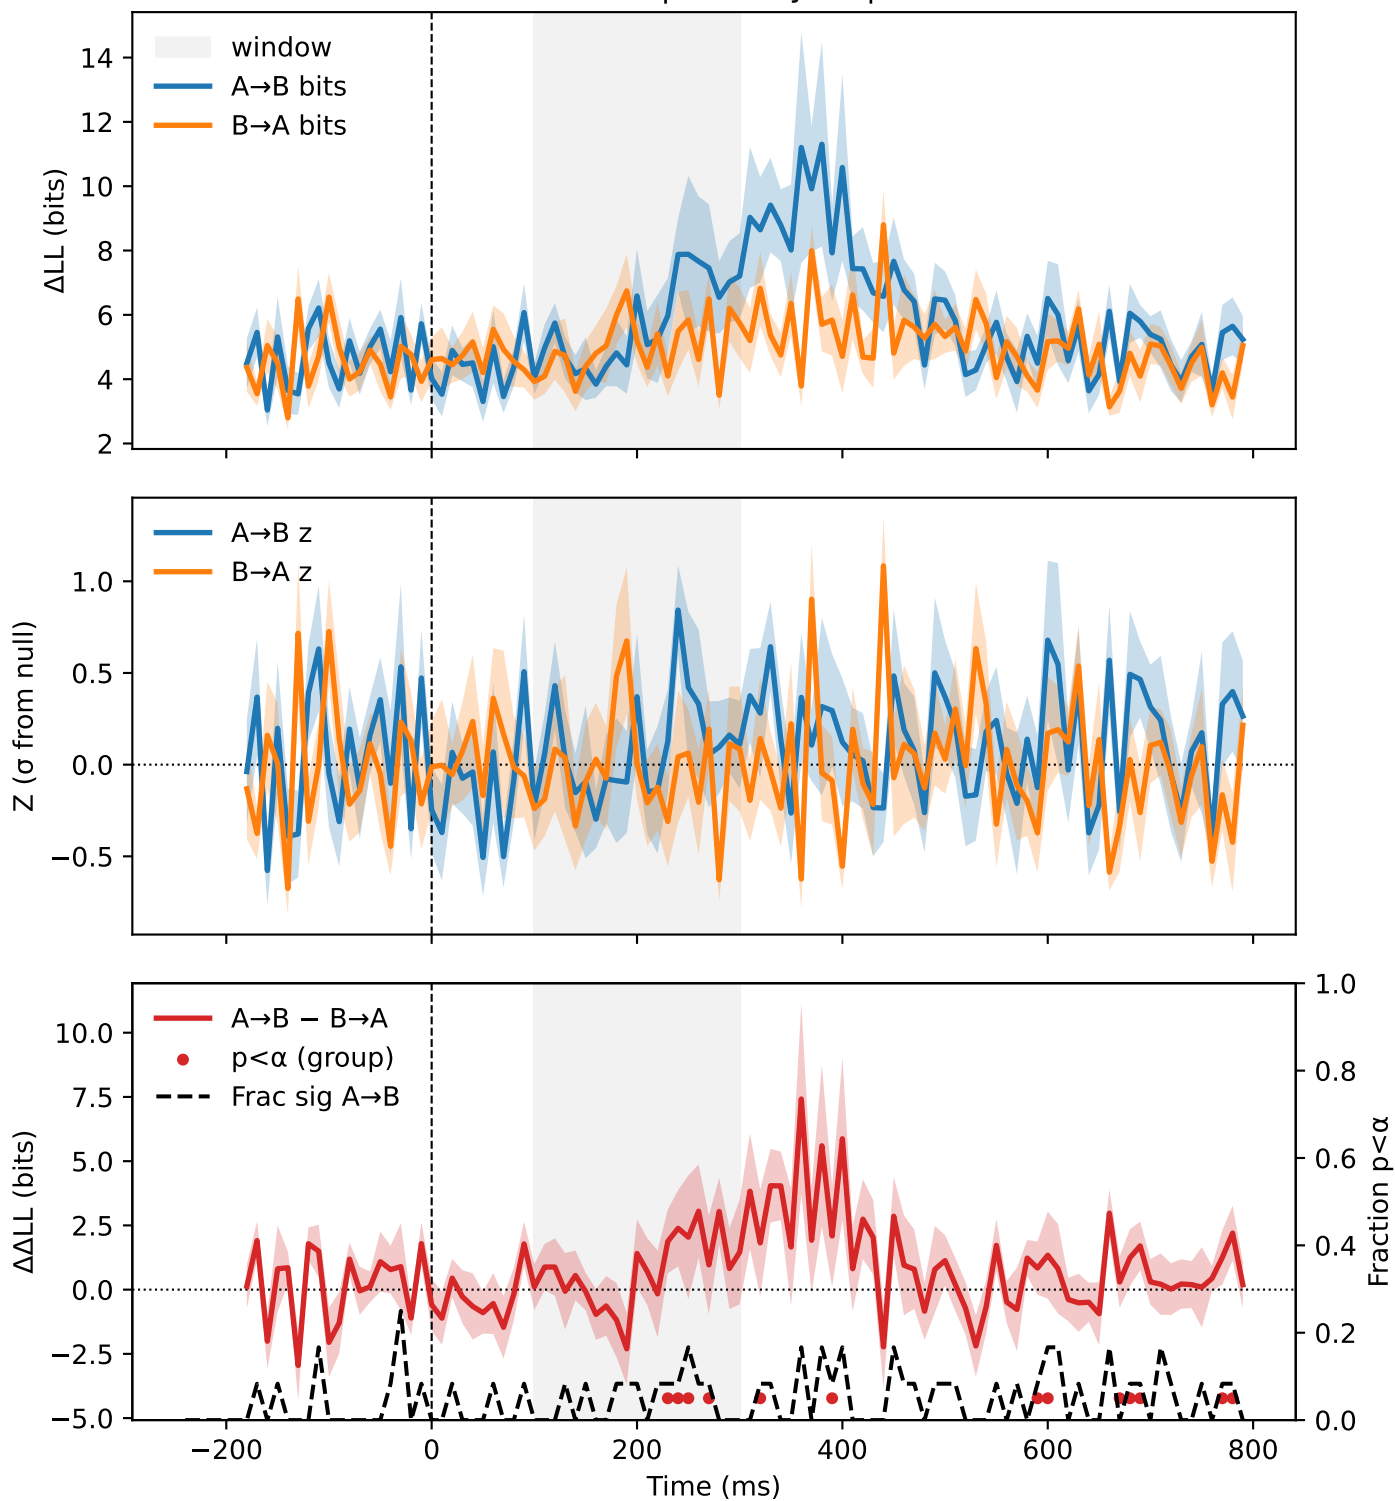 window
A→B bits
B→A bits
ΔLL (bits)
14
12
10
8
6
4
2
A→B z
B→A z
Z (σ from null)
1.0
0.5
0.0
−0.5
A→B − B→A
p<α (group)
Frac sig A→B
ΔΔLL (bits)
10.0
7.5
5.0
2.5
0.0
−2.5
−5.0
1.0
0.8
0.6
0.4
0.2
0.0
Fraction p<α
−200
0
200
400
600
800
Time (ms)